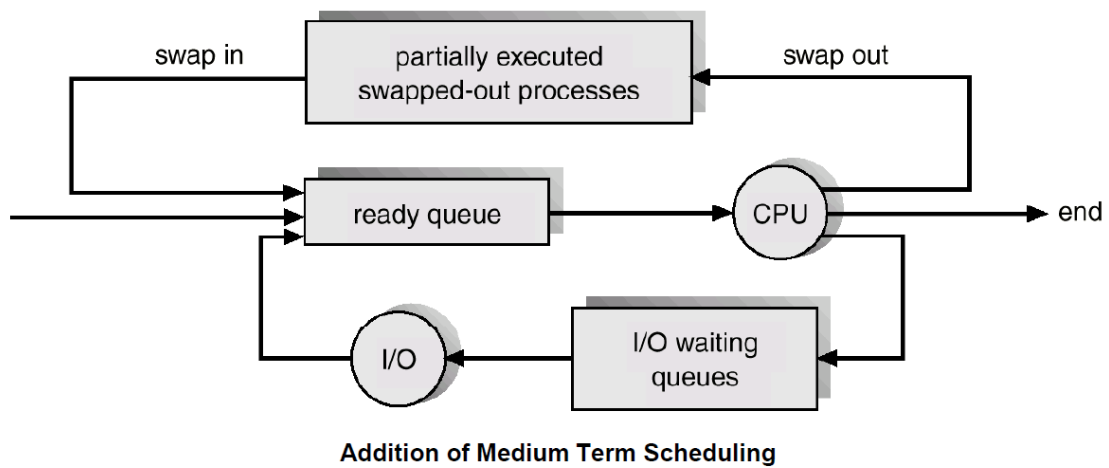 swap in
partially executed
swapped-out processes
swap out
ready queue
CPU
end
I/O
I/O waiting
queues
Addition of Medium Term Scheduling